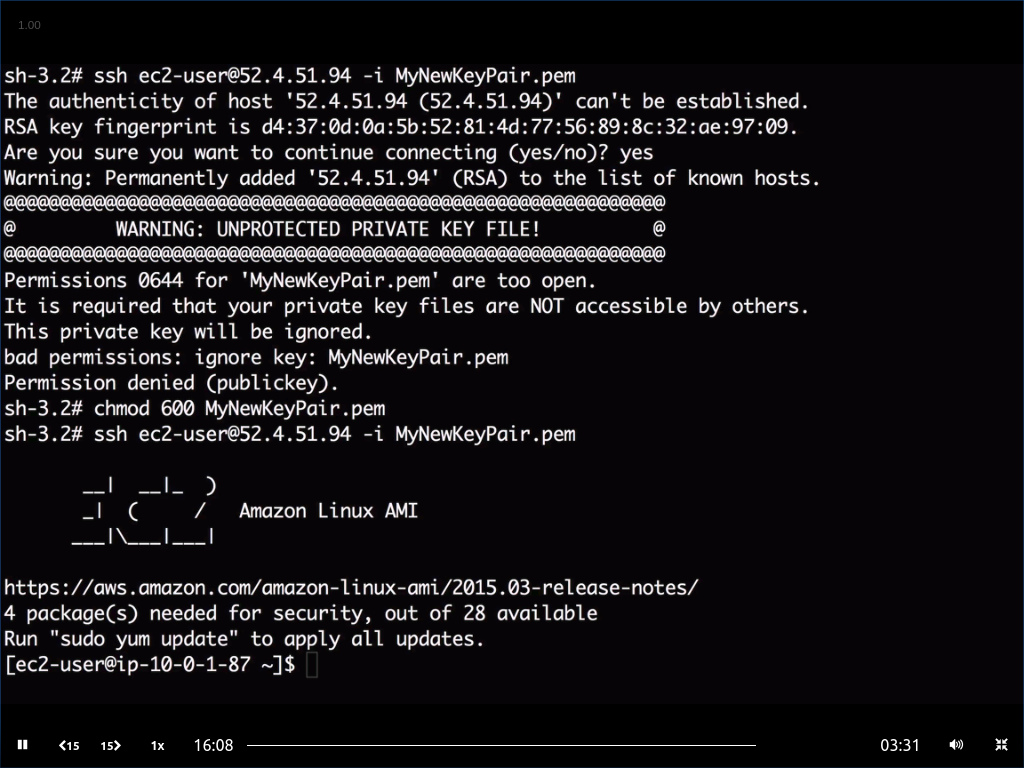 1.00
sh-3.2# ssh ec2-user@52.4.51.94 -i MyNewKeyPair.pem
The authenticity of host '52.4.51.94 (52.4.51.94)' can't be established.
RSA key fingerprint is d4:37:0d:0a:5b:52:81:4d:77:56:89:8c:32:ae:97:09.
Are you sure you want to continue connecting (yes/no)? yes
Warning: Permanently added '52.4.51.94' (RSA) to the list of known hosts.
@@@@@@@@@@@@@@@@@@@@@@@@@@@@@@@@@@@@@@@@@@@@@@@@@@@@@@@@@@@
@         WARNING: UNPROTECTED PRIVATE KEY FILE!          @
@@@@@@@@@@@@@@@@@@@@@@@@@@@@@@@@@@@@@@@@@@@@@@@@@@@@@@@@@@@
Permissions 0644 for 'MyNewKeyPair.pem' are too open.
It is required that your private key files are NOT accessible by others.
This private key will be ignored.
bad permissions: ignore key: MyNewKeyPair.pem
Permission denied (publickey).
sh-3.2# chmod 600 MyNewKeyPair.pem
sh-3.2# ssh ec2-user@52.4.51.94 -i MyNewKeyPair.pem
       __|  __|_  )
       _|  (     /   Amazon Linux AMI
      ___|\___|___|
https://aws.amazon.com/amazon-linux-ami/2015.03-release-notes/
4 package(s) needed for security, out of 28 available
Run "sudo yum update" to apply all updates.
[ec2-user@ip-10-0-1-87 ~]$
15 15 1x 16:08 03:31